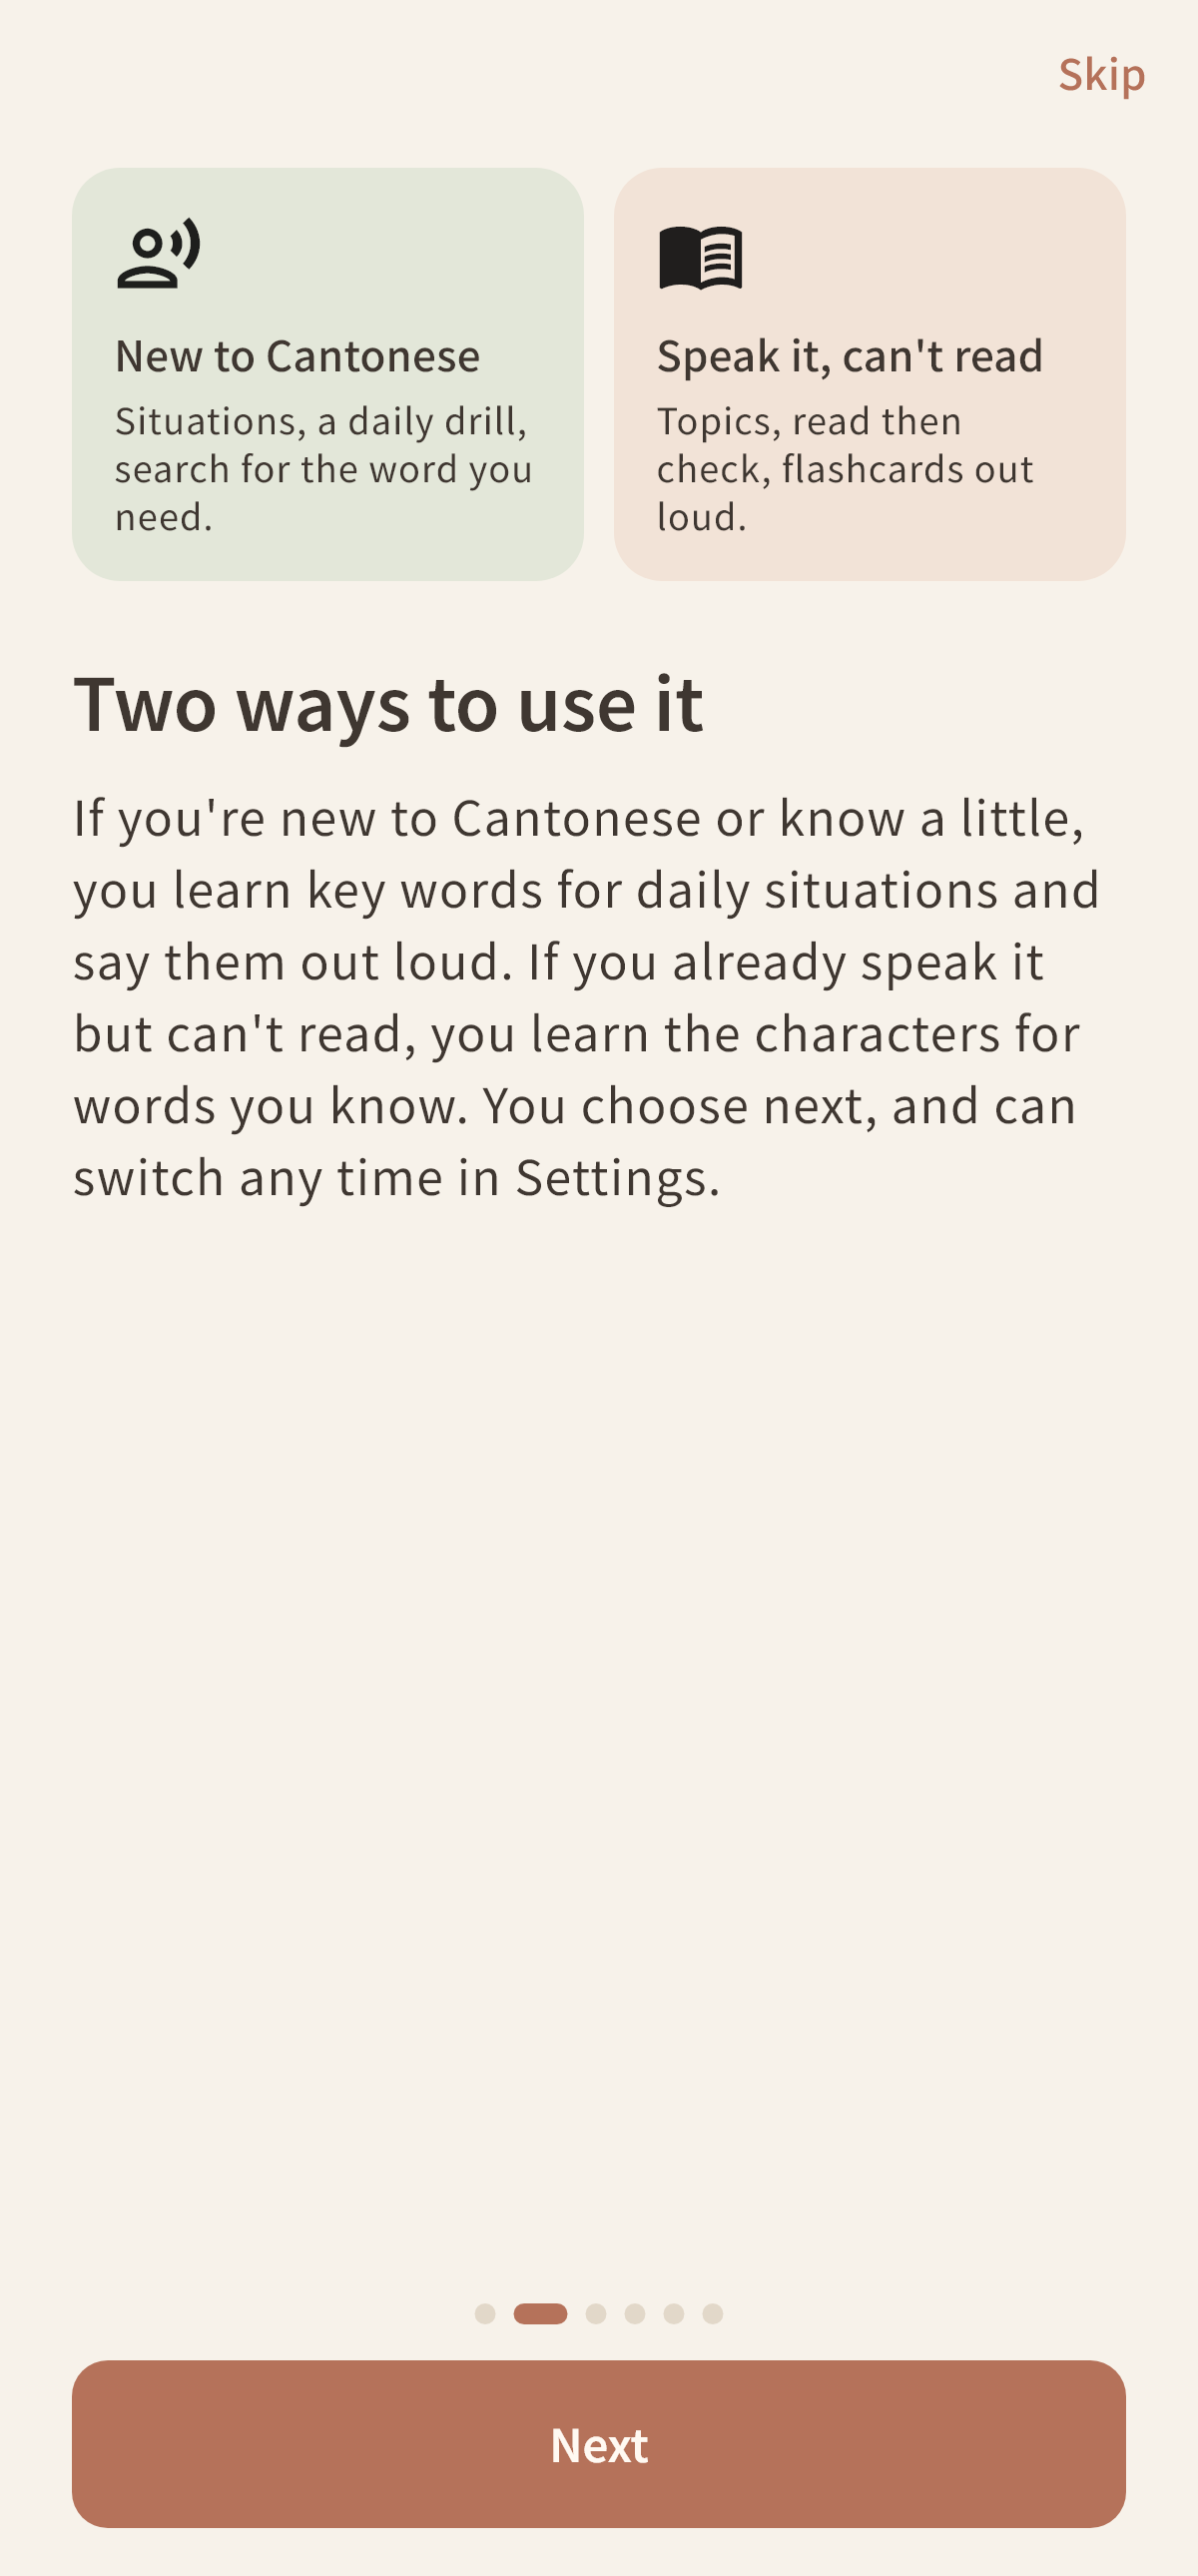 Skip
New to Cantonese
Situations, a daily drill,
search for the word you
need.
Speak it, can't read
Topics, read then
check, flashcards out
loud.
Two ways to use it
If you're new to Cantonese or know a little,
you learn key words for daily situations and
say them out loud. If you already speak it
but can't read, you learn the characters for
words you know. You choose next, and can
switch any time in Settings.
Next